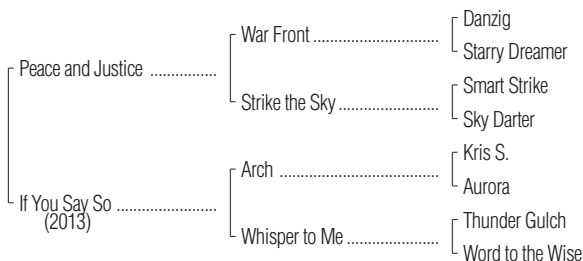 Danzig
War Front
Starry Dreamer
Peace and Justice
Smart Strike
Strike the Sky
Sky Darter
Kris S.
Arch
Aurora
If You Say So
(2013)
Thunder Gulch
Whisper to Me
Word to the Wise